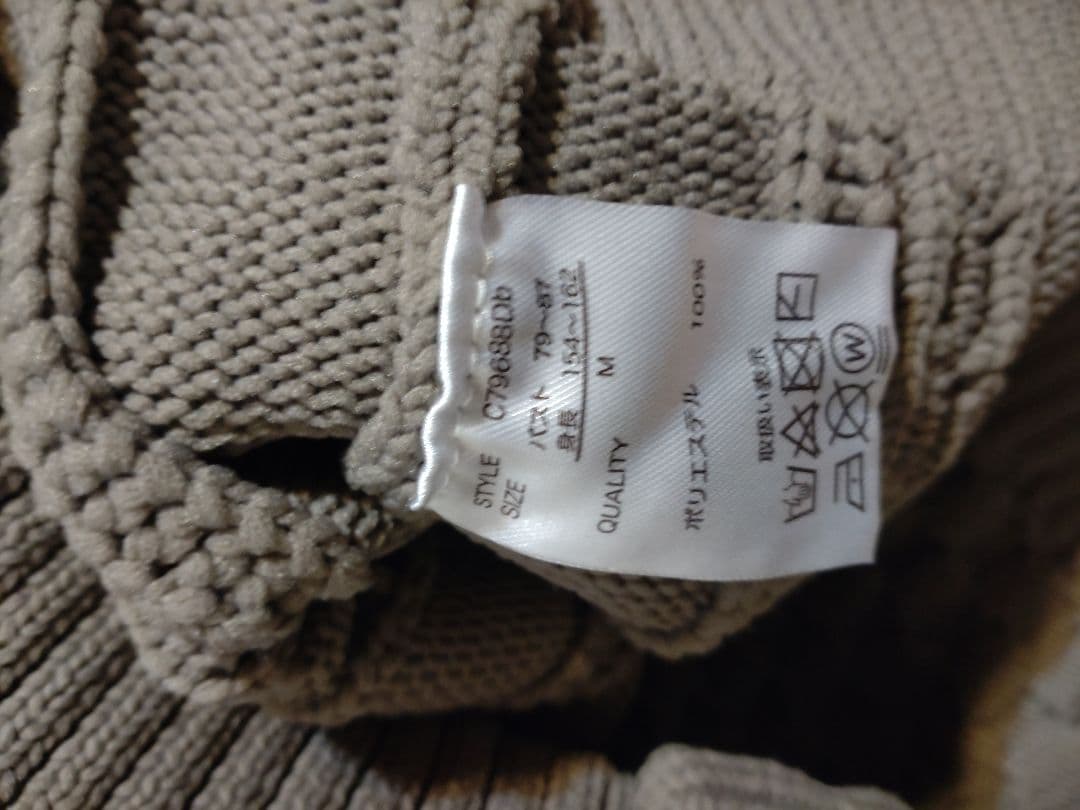 STYLE C79688Db
SIZE
バスト 79~87
身長 154~162
M
QUALITY
ポリエステル 100%
取扱い表示
W